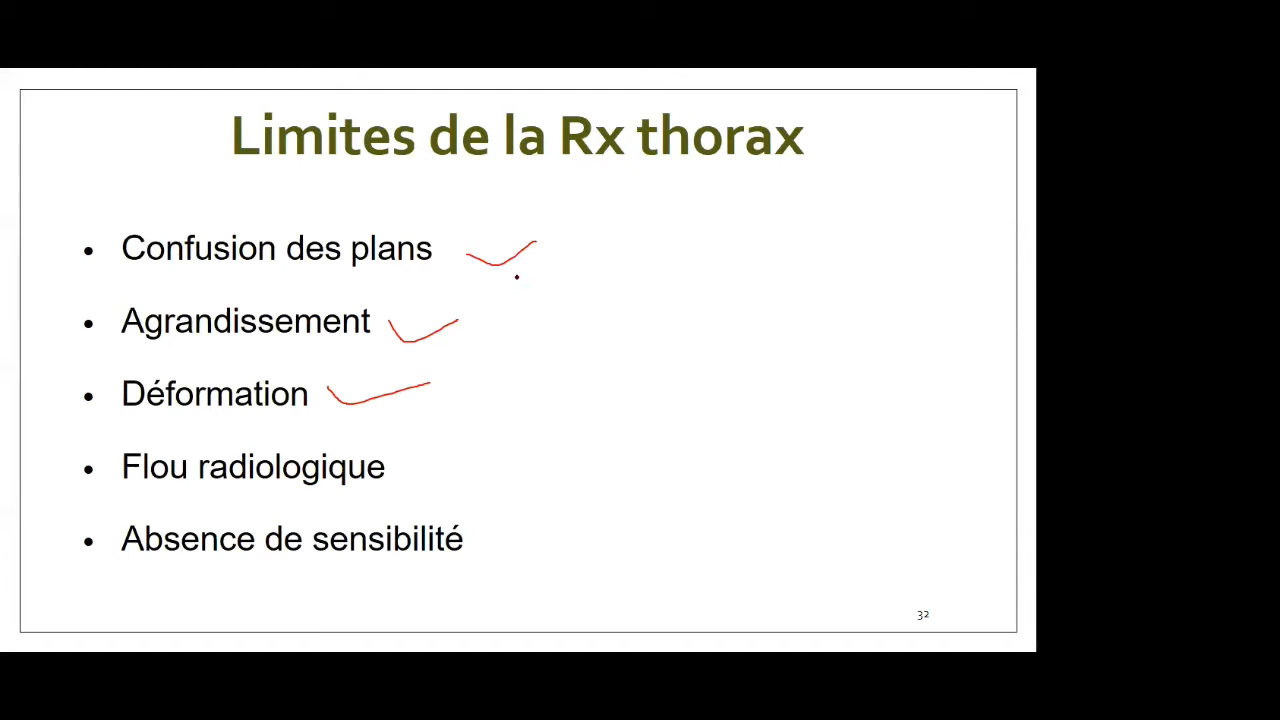 Limites de la Rx thorax
• Confusion des plans
• Agrandissement
• Déformation
• Flou radiologique
• Absence de sensibilité
32